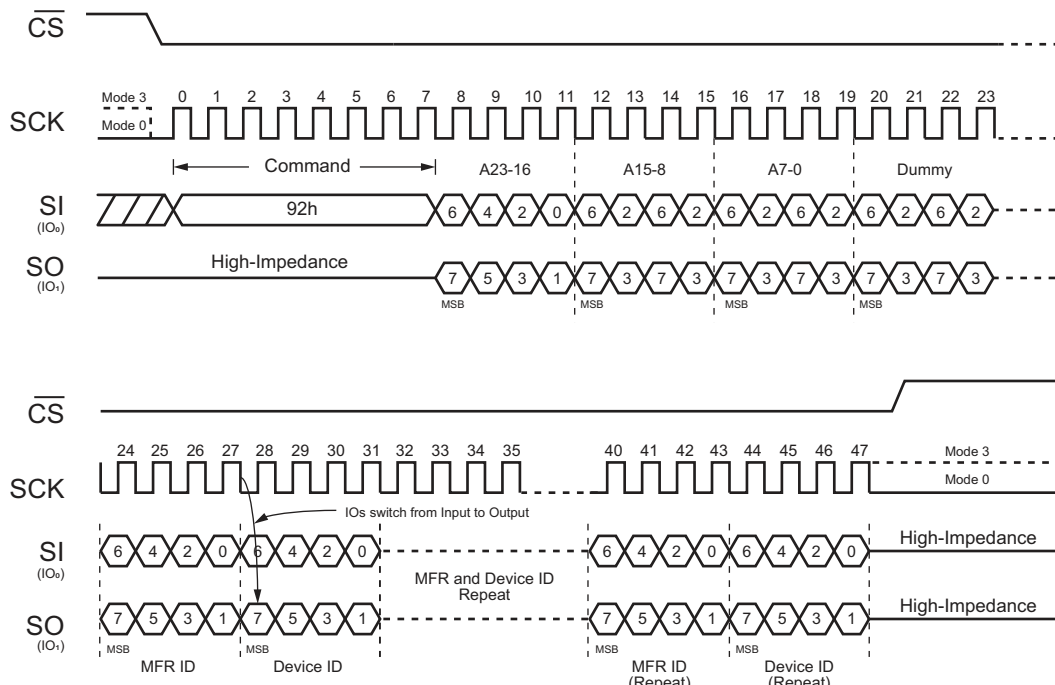 CS
Mode 3 0 1 2 3 4 5 6 7 8 9 10 11 12 13 14 15 16 17 18 19 20 21 22 23
SCK Mode 0
Command A23-16 A15-8 A7-0 Dummy
SI 92h 6 4 2 0 6 2 6 2 6 2 6 2 6 2 6 2
(IO₀)
SO High-Impedance 7 5 3 1 7 3 7 3 7 3 7 3 7 3 7 3
(IO₁)
MSB MSB MSB MSB
CS
24 25 26 27 28 29 30 31 32 33 34 35 40 41 42 43 44 45 46 47 Mode 3
SCK Mode 0
IOs switch from Input to Output
SI 6 4 2 0 6 4 2 0 6 4 2 0 6 4 2 0 High-Impedance
(IO₀)
MFR and Device ID
Repeat
SO 7 5 3 1 7 5 3 1 7 5 3 1 7 5 3 1 High-Impedance
(IO₁)
MSB MSB MSB MSB
MFR ID Device ID MFR ID Device ID
(Repeat) (Repeat)